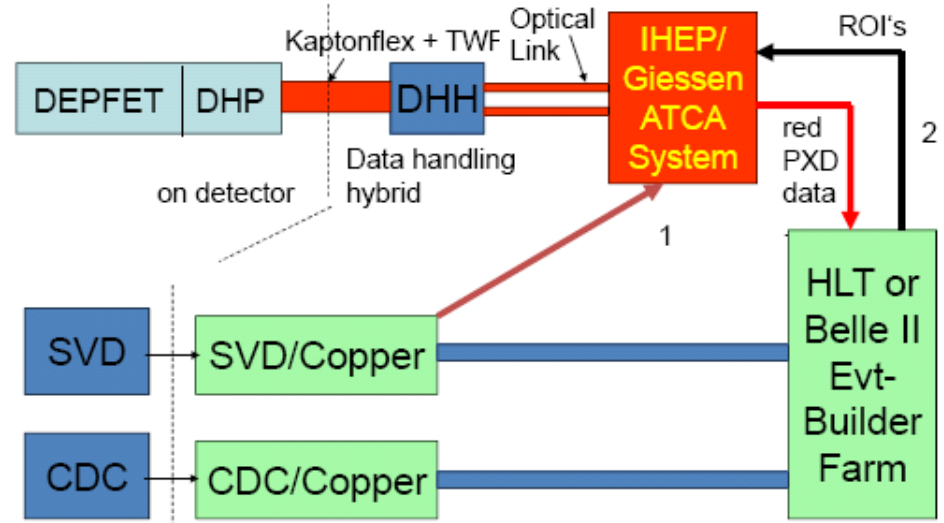 Kaptonflex + TWP
Optical
Link
IHEP/
Giessen
ATCA
System
ROI's
DEPFET
DHP
DHH
red
PXD
data
2
Data handling
hybrid
on detector
1
SVD
SVD/Copper
HLT or
Belle II
Evt-
Builder
Farm
CDC
CDC/Copper